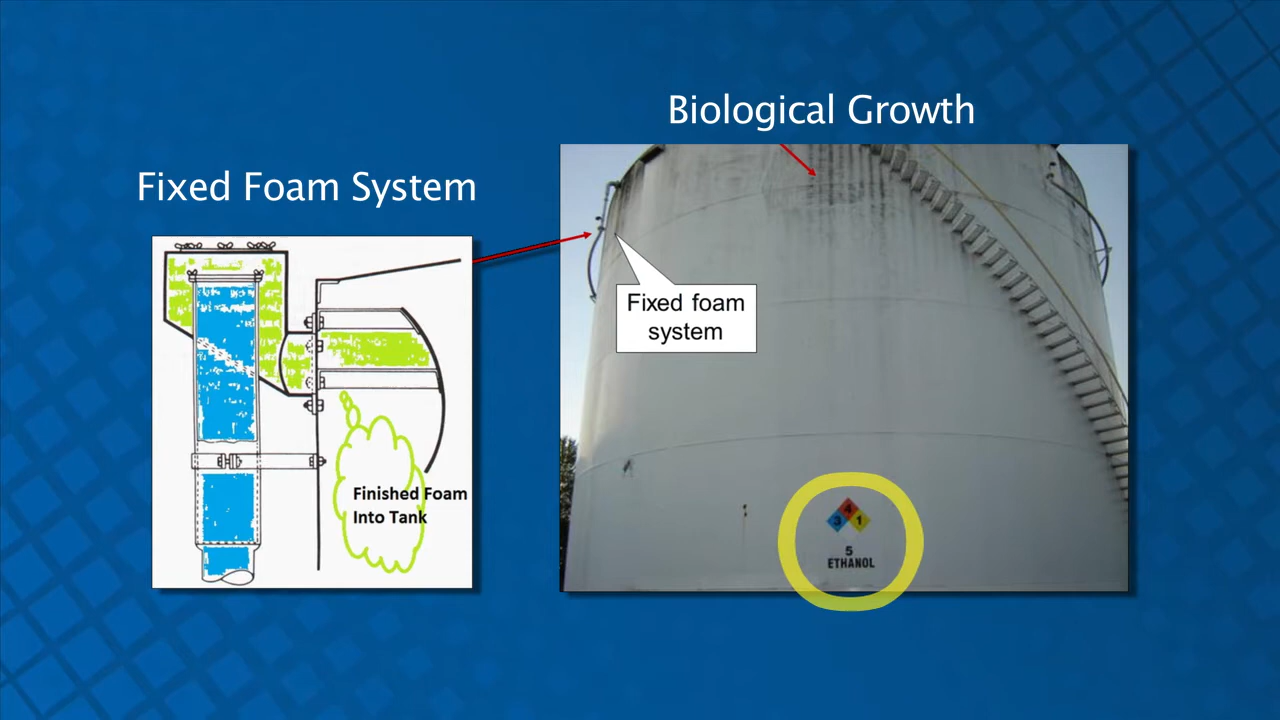 Biological Growth
Fixed Foam System
Fixed foam
system
Finished Foam
Into Tank
4
3
1
5
ETHANOL